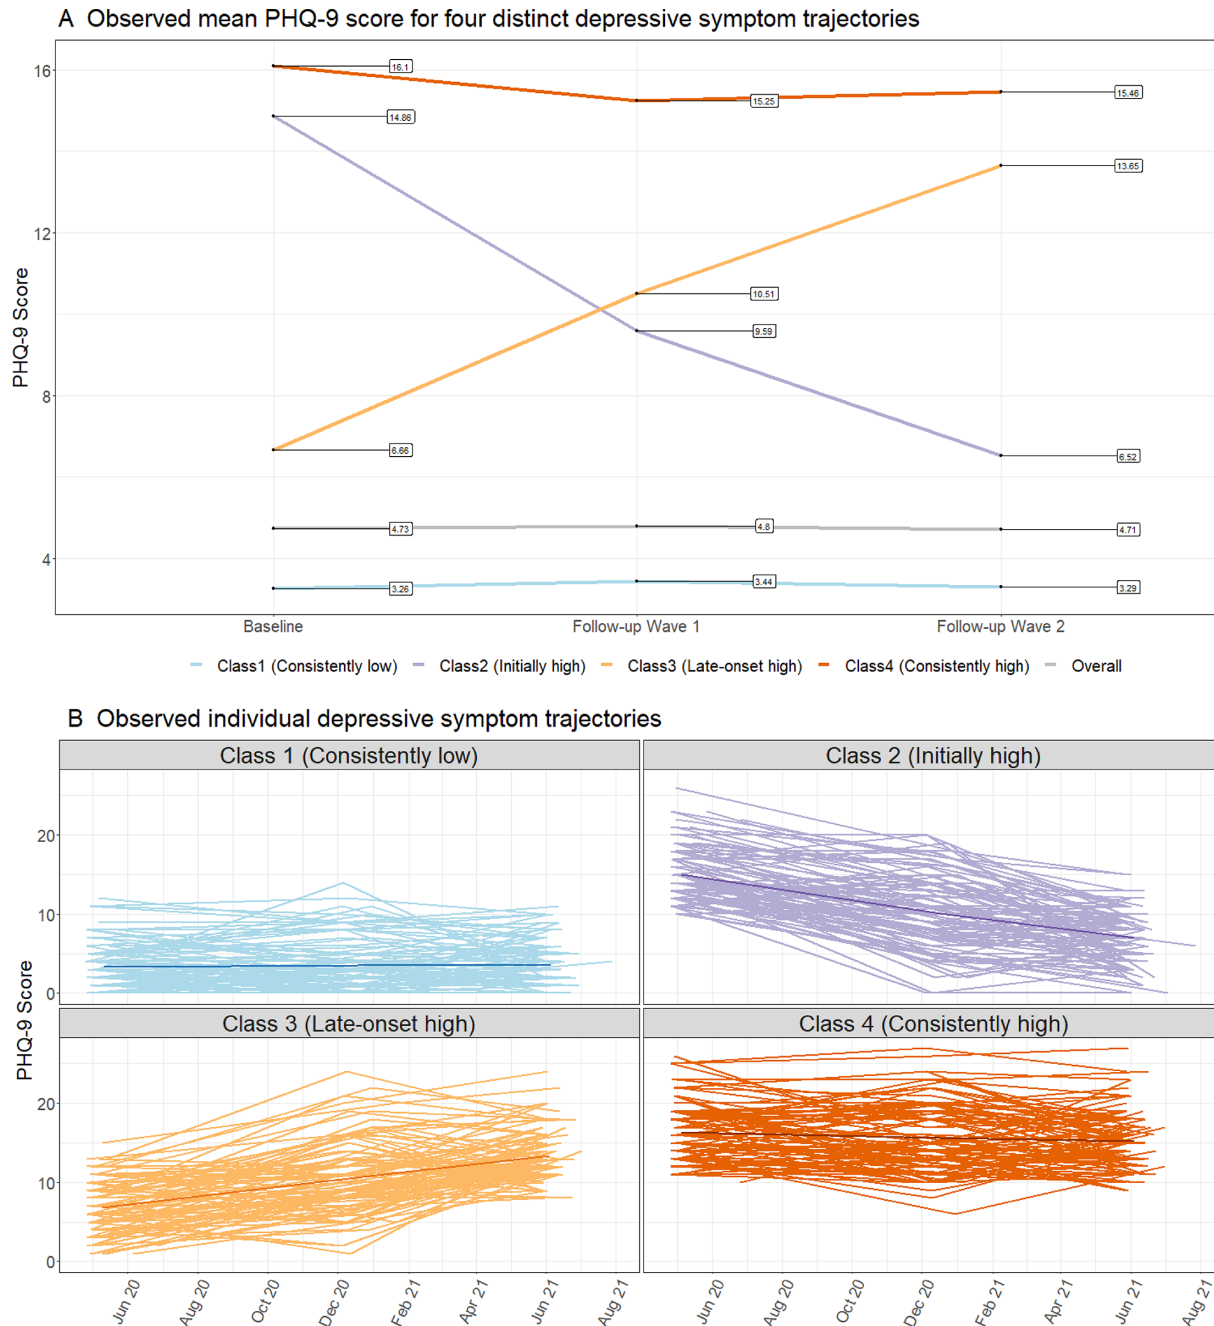 A Observed mean PHQ-9 score for four distinct depressive symptom trajectories
PHQ-9 Score
16
12
8
4
16.1
15.25
15.46
14.86
13.65
10.51
9.59
6.66
6.52
4.73
4.8
4.71
3.26
3.44
3.29
Baseline
Follow-up Wave 1
Follow-up Wave 2
Class1 (Consistently low)
Class2 (Initially high)
Class3 (Late-onset high)
Class4 (Consistently high)
Overall
B Observed individual depressive symptom trajectories
PHQ-9 Score
Class 1 (Consistently low)
Class 2 (Initially high)
20
10
0
Class 3 (Late-onset high)
Class 4 (Consistently high)
20
10
0
Jun 20
Aug 20
Oct 20
Dec 20
Feb 21
Apr 21
Jun 21
Aug 21
Jun 20
Aug 20
Oct 20
Dec 20
Feb 21
Apr 21
Jun 21
Aug 21